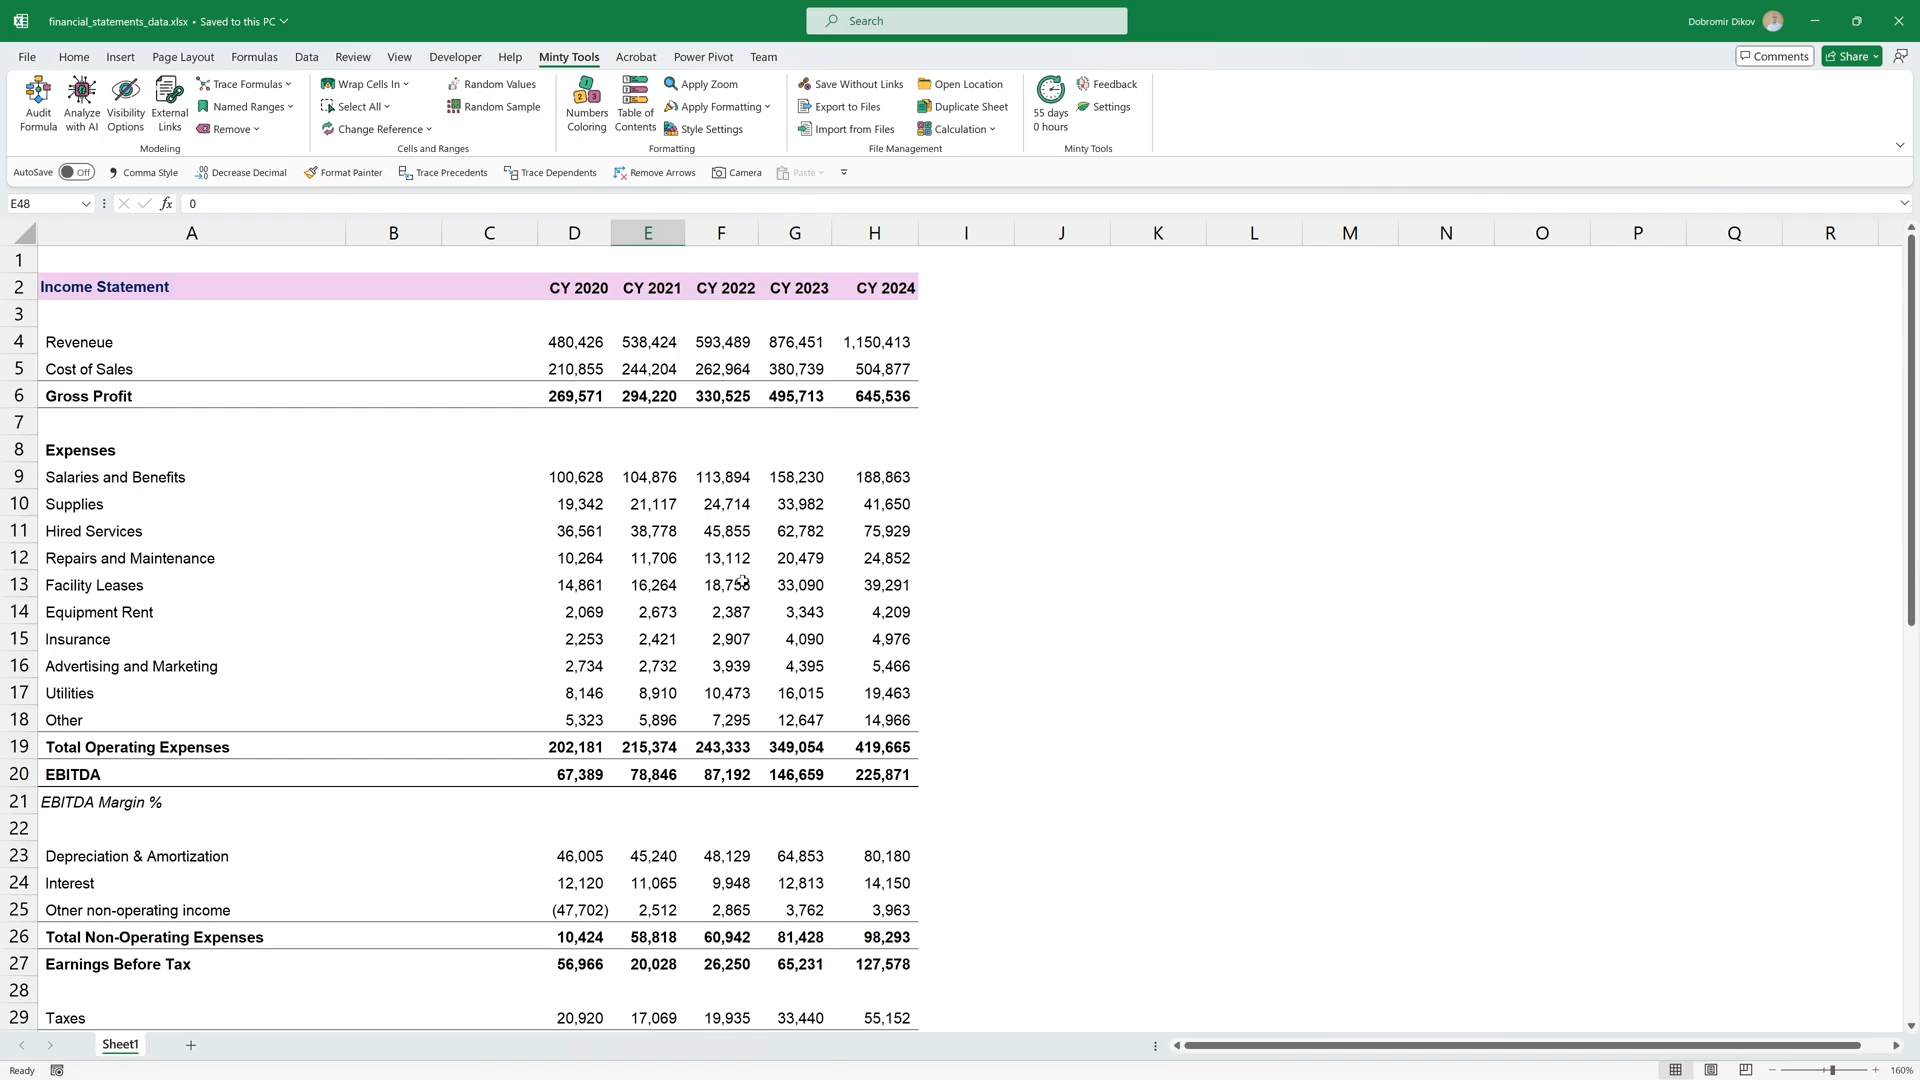 financial_statements_data.xlsx • Saved to this PC
Search
Dobromir Dikov
File Home Insert Page Layout Formulas Data Review View Developer Help Minty Tools Acrobat Power Pivot Team
Comments Share
Audit Formula
Analyze with AI
Visibility Options
External Links
Trace Formulas
Named Ranges
Remove
Modeling
Wrap Cells In
Select All
Change Reference
Random Values
Random Sample
Cells and Ranges
Numbers Coloring
Table of Contents
Apply Zoom
Apply Formatting
Style Settings
Formatting
Save Without Links
Export to Files
Import from Files
Open Location
Duplicate Sheet
Calculation
File Management
55 days
0 hours
Feedback
Settings
Minty Tools
AutoSave Off Comma Style Decrease Decimal Format Painter Trace Precedents Trace Dependents Remove Arrows Camera Paste
E48 fx 0
A B C D E F G H I J K L M N O P Q R
1
2 Income Statement CY 2020 CY 2021 CY 2022 CY 2023 CY 2024
3
4 Reveneue 480,426 538,424 593,489 876,451 1,150,413
5 Cost of Sales 210,855 244,204 262,964 380,739 504,877
6 Gross Profit 269,571 294,220 330,525 495,713 645,536
7
8 Expenses
9 Salaries and Benefits 100,628 104,876 113,894 158,230 188,863
10 Supplies 19,342 21,117 24,714 33,982 41,650
11 Hired Services 36,561 38,778 45,855 62,782 75,929
12 Repairs and Maintenance 10,264 11,706 13,112 20,479 24,852
13 Facility Leases 14,861 16,264 33,090 39,291
14 Equipment Rent 2,069 2,673 2,387 3,343 4,209
15 Insurance 2,253 2,421 2,907 4,090 4,976
16 Advertising and Marketing 2,734 2,732 3,939 4,395 5,466
17 Utilities 8,146 8,910 10,473 16,015 19,463
18 Other 5,323 5,896 7,295 12,647 14,966
19 Total Operating Expenses 202,181 215,374 243,333 349,054 419,665
20 EBITDA 67,389 78,846 87,192 146,659 225,871
21 EBITDA Margin %
22
23 Depreciation & Amortization 46,005 45,240 48,129 64,853 80,180
24 Interest 12,120 11,065 9,948 12,813 14,150
25 Otner non-operating income (47,702) 2,512 2,865 3,762 3,963
26 Total Non-Operating Expenses 10,424 58,818 60,942 81,428 98,293
27 Earnings Before Tax 56,966 20,028 26,250 65,231 127,578
28
29 Taxes 20,920 17,069 19,935 33,440 55,152
Sheet1
Ready 160%